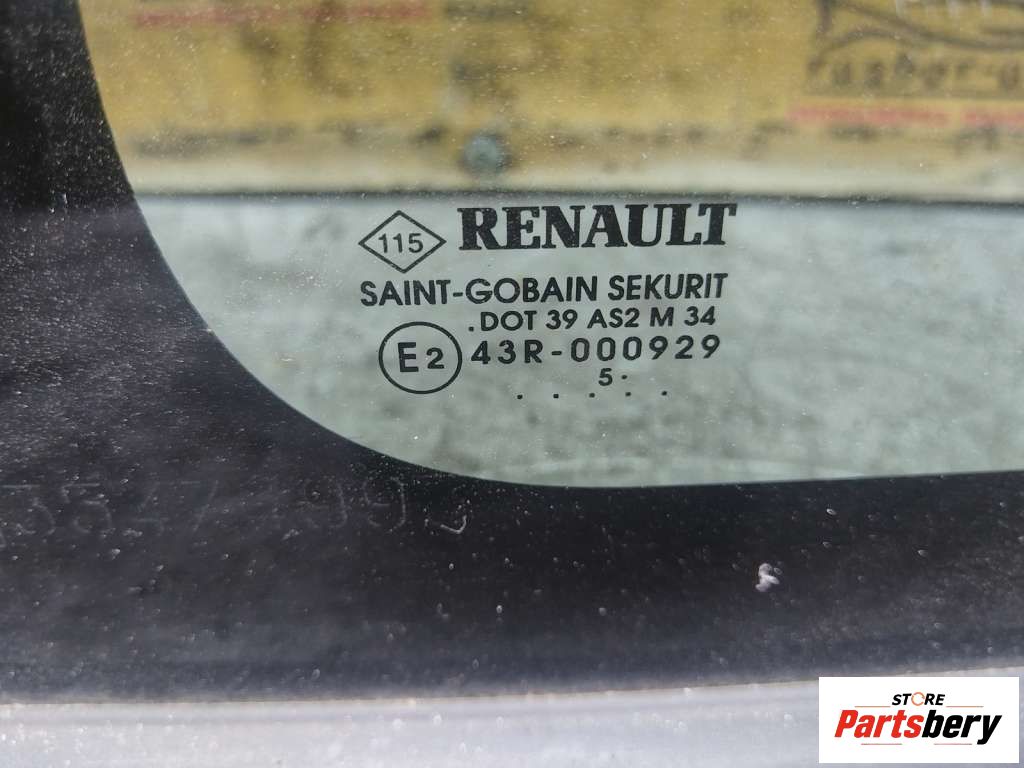 115 RENAULT
SAINT-GOBAIN SEKURIT
.DOT 39 AS2 M 34
E2 43R-000929
5.
. . . . .
STORE
Partsbery